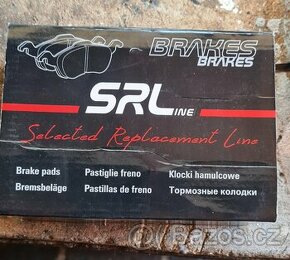 BRAKES
BRAKES
SRLINE
Selected Replacement Line
Brake pads
Pastiglie freno
Klocki hamulcowe
Bremsbeläge
Pastillas de freno
Тормозные колодки
Bazos.cz